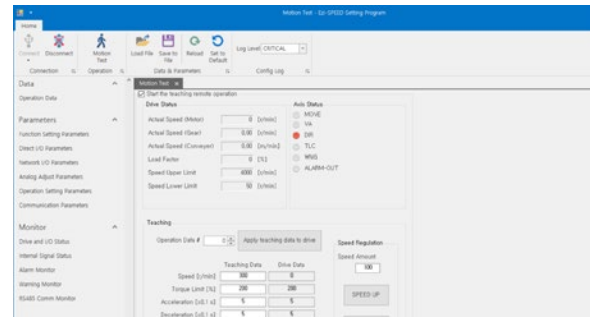 Motion Test - Ezi-SPEED Setting Program
Home
Connect Disconnect Motion Test Load File Save to File Reload Set to Default Log Level CRITICAL
Connection Operation Data & Parameters Config Log
Data
Operation Data
Parameters
Function Setting Parameters
Direct I/O Parameters
Network I/O Parameters
Analog Adjust Parameters
Operation Setting Parameters
Communication Parameters
Monitor
Drive and I/O Status
Internal Signal Status
Alarm Monitor
Warning Monitor
RS485 Comm Monitor
Motion Test
Start the teaching remote operation
Drive Status
Actual Speed (Motor) 0 [r/min]
Actual Speed (Gear) 0.00 [r/min]
Actual Speed (Conveyer) 0.00 [m/min]
Load Factor 0 [%]
Speed Upper Limit 4000 [r/min]
Speed Lower Limit 50 [r/min]
Axis Status
MOVE
VA
DIR
TLC
WNG
ALARM-OUT
Teaching
Operation Data # 0 Apply teaching data to drive
Teaching Data Drive Data
Speed [r/min] 300 0
Torque Limit [%] 200 200
Acceleration [x0.1 s] 5 5
Deceleration [x0.1 s] 5 5
Speed Regulation
Speed Amount
100
SPEED UP